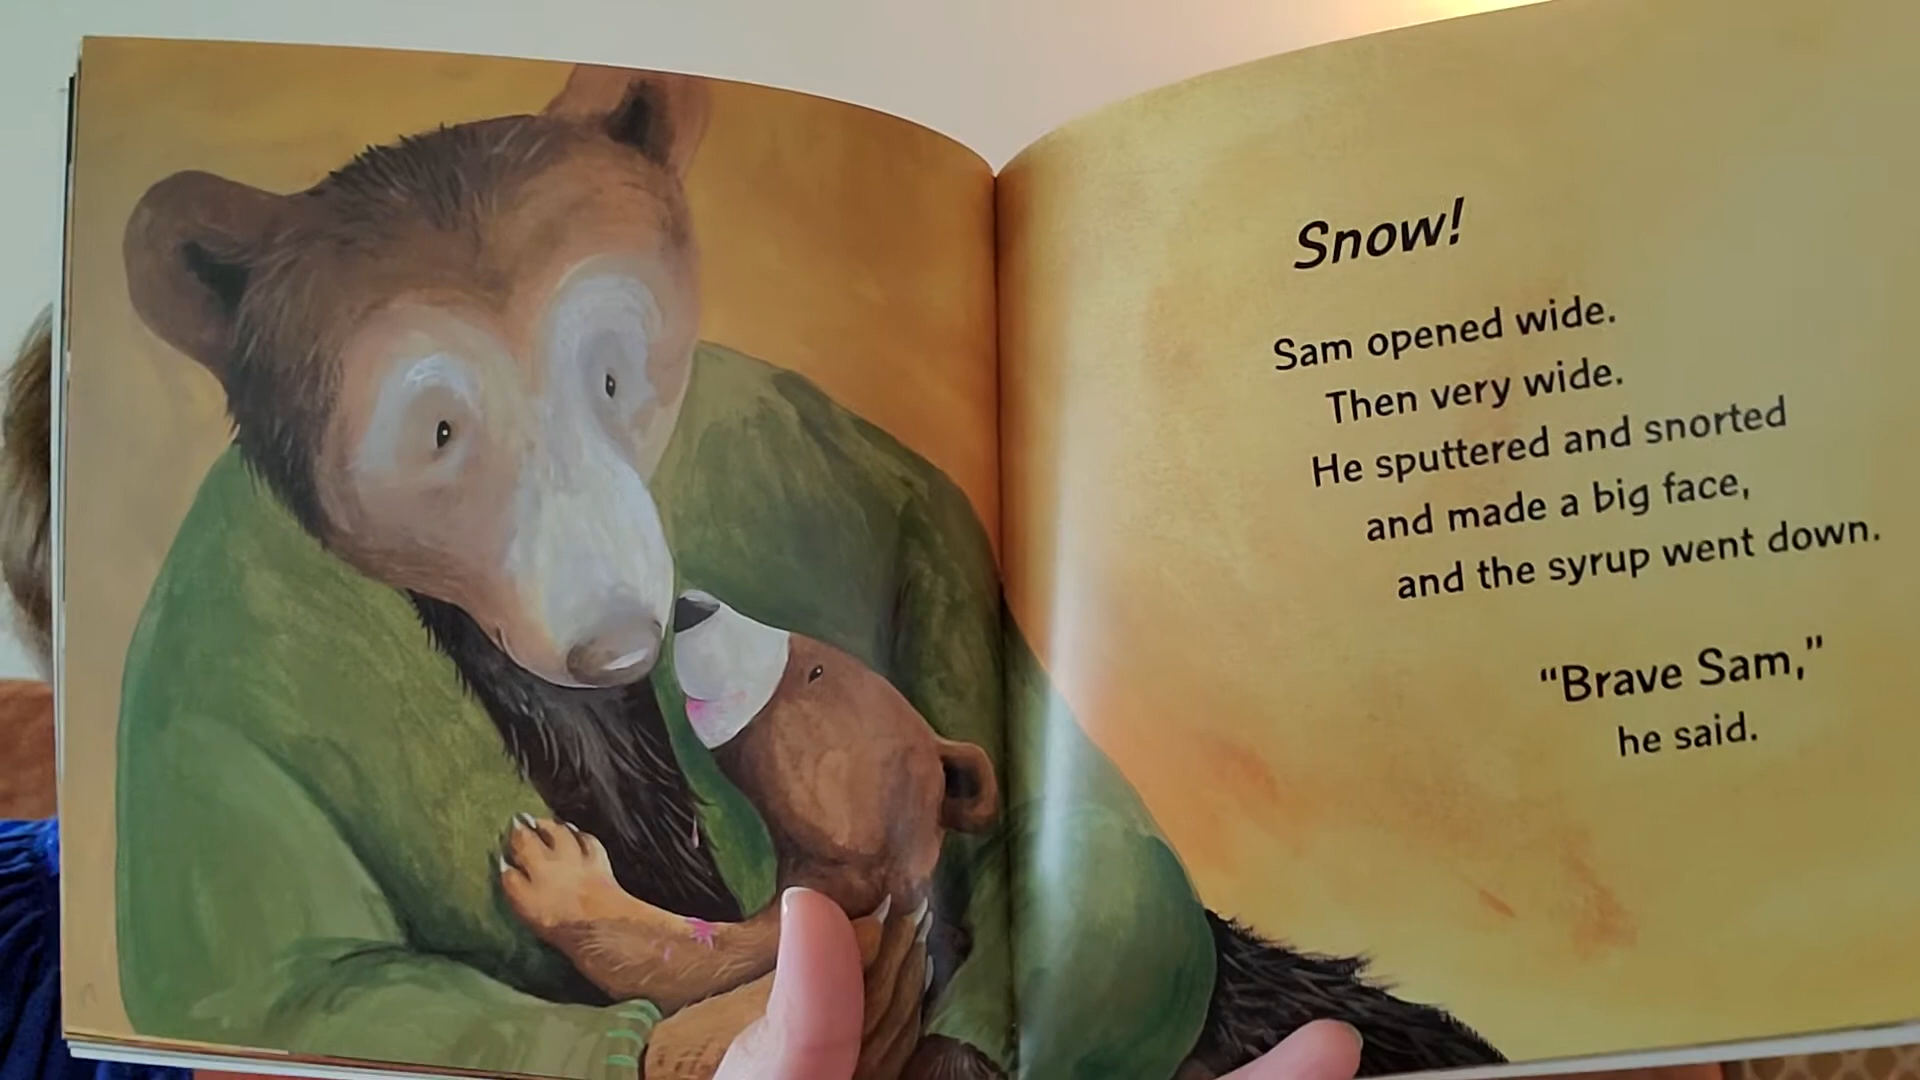 Snow!
Sam opened wide.
Then very wide.
He sputtered and snorted
and made a big face,
and the syrup went down.
“Brave Sam,”
he said.